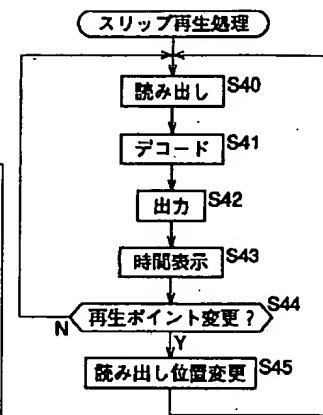 スリップ再生処理
読み出し S40
デコード S41
出力 S42
時間表示 S43
再生ポイント変更? S44
N
Y
読み出し位置変更 S45